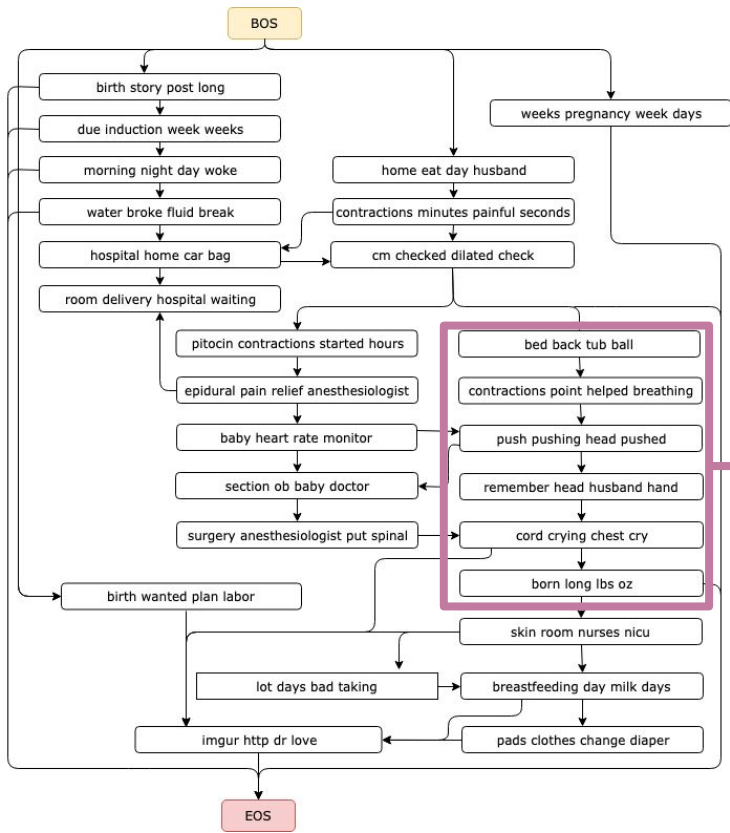 BOS
birth story post long
weeks pregnancy week days
due induction week weeks
morning night day woke
home eat day husband
water broke fluid break
contractions minutes painful seconds
hospital home car bag
cm checked dilated check
room delivery hospital waiting
pitocin contractions started hours
bed back tub ball
epidural pain relief anesthesiologist
contractions point helped breathing
baby heart rate monitor
push pushing head pushed
section ob baby doctor
remember head husband hand
surgery anesthesiologist put spinal
cord crying chest cry
born long lbs oz
birth wanted plan labor
skin room nurses nicu
lot days bad taking
breastfeeding day milk days
imgur http dr love
pads clothes change diaper
EOS